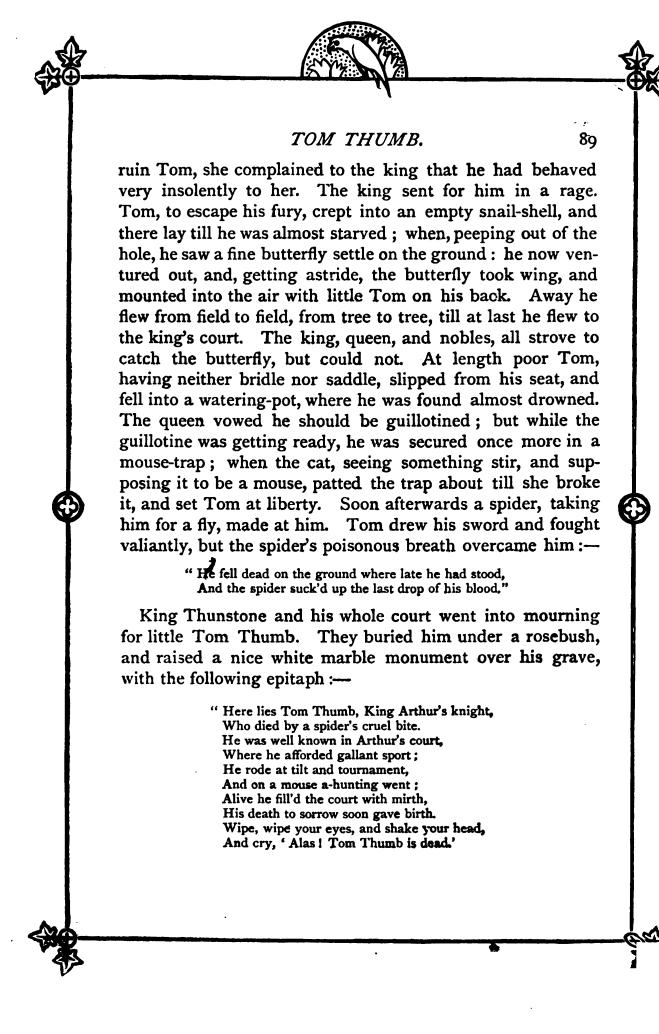 TOM THUMB. 89
ruin Tom, she complained to the king that he had behaved
very insolently to her. The king sent for him in a rage.
Tom, to escape his fury, crept into an empty snail-shell, and
there lay till he was almost starved ; when, peeping out of the
hole, he saw a fine butterfly settle on the ground : he now ven-
tured out, and, getting astride, the butterfly took wing, and
mounted into the air with little Tom on his back. Away he
flew from field to field, from tree to tree, till at last he flew to
the king's court. The king, queen, and nobles, all strove to
catch the butterfly, but could not. At length poor Tom,
having neither bridle nor saddle, slipped from his seat, and
fell into a watering-pot, where he was found almost drowned.
The queen vowed he should be guillotined ; but while the
guillotine was getting ready, he was secured once more in a
mouse-trap ; when the cat, seeing something stir, and sup-
posing it to be a mouse, patted the trap about till she broke
it, and set Tom at liberty. Soon afterwards a spider, taking
him for a fly, made at him. Tom drew his sword and fought
valiantly, but the spider's poisonous breath overcame him :—
" He fell dead on the ground where late he had stood,
And the spider suck'd up the last drop of his blood."
King Thunstone and his whole court went into mourning
for little Tom Thumb. They buried him under a rosebush,
and raised a nice white marble monument over his grave,
with the following epitaph :—
" Here lies Tom Thumb, King Arthur's knight,
Who died by a spider's cruel bite.
He was well known in Arthur's court,
Where he afforded gallant sport ;
He rode at tilt and tournament,
And on a mouse a-hunting went ;
Alive he fill'd the court with mirth,
His death to sorrow soon gave birth.
Wipe, wipe your eyes, and shake your head,
And cry, ' Alas ! Tom Thumb is dead.'